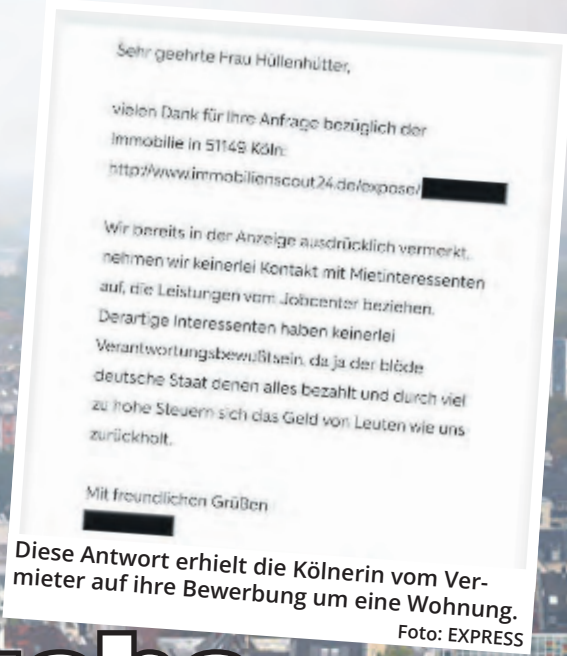 Sehr geehrte Frau Hüllenhütter,
vielen Dank für Ihre Anfrage bezüglich der
Immobilie in 51149 Köln:
http://www.immobilienscout24.de/expose/
Wir bereits in der Anzeige ausdrücklich vermerkt,
nehmen wir keinerlei Kontakt mit Mietinteressenten
auf, die Leistungen vom Jobcenter beziehen.
Derartige Interessenten haben keinerlei
Verantwortungsbewußtsein, da ja der blöde
deutsche Staat denen alles bezahlt und durch viel
zu hohe Steuern sich das Geld von Leuten wie uns
zurückholt.
Mit freundlichen Grüßen
Diese Antwort erhielt die Kölnerin vom Ver-
mieter auf ihre Bewerbung um eine Wohnung.
Foto: EXPRESS